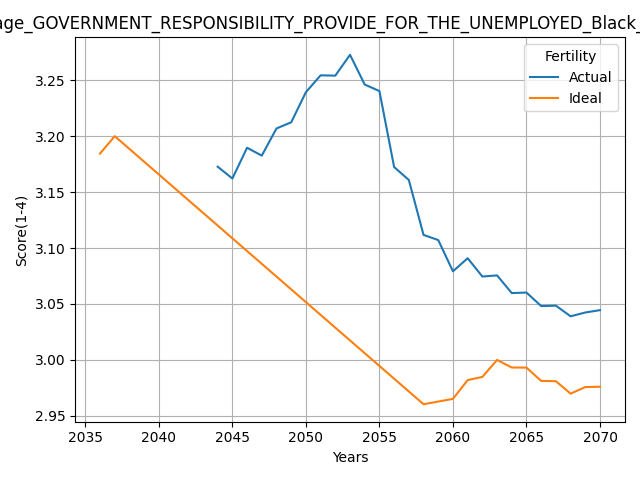 age_GOVERNMENT_RESPONSIBILITY_PROVIDE_FOR_THE_UNEMPLOYED_Black_
Fertility
Actual
Ideal
Score(1-4)
3.25
3.20
3.15
3.10
3.05
3.00
2.95
2035 2040 2045 2050 2055 2060 2065 2070
Years